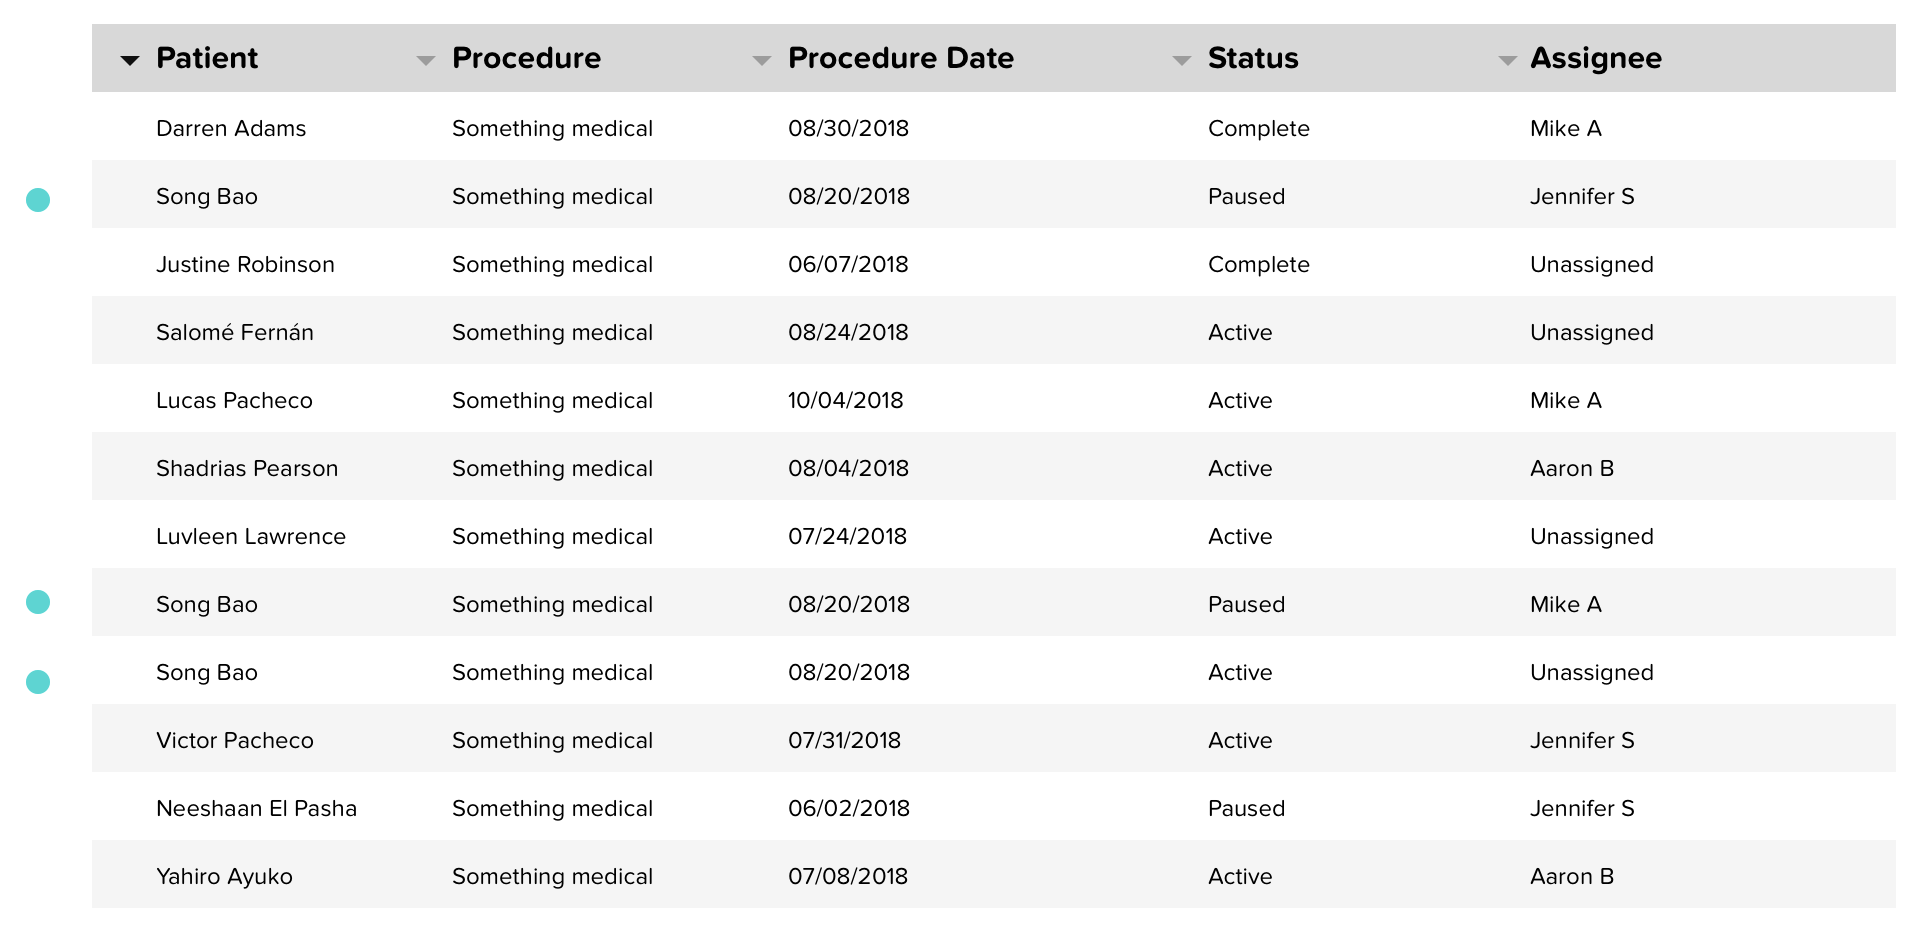 Patient Procedure Procedure Date Status Assignee
Darren Adams Something medical 08/30/2018 Complete Mike A
Song Bao Something medical 08/20/2018 Paused Jennifer S
Justine Robinson Something medical 06/07/2018 Complete Unassigned
Salomé Fernán Something medical 08/24/2018 Active Unassigned
Lucas Pacheco Something medical 10/04/2018 Active Mike A
Shadrias Pearson Something medical 08/04/2018 Active Aaron B
Luvleen Lawrence Something medical 07/24/2018 Active Unassigned
Song Bao Something medical 08/20/2018 Paused Mike A
Song Bao Something medical 08/20/2018 Active Unassigned
Victor Pacheco Something medical 07/31/2018 Active Jennifer S
Neeshaan El Pasha Something medical 06/02/2018 Paused Jennifer S
Yahiro Ayuko Something medical 07/08/2018 Active Aaron B